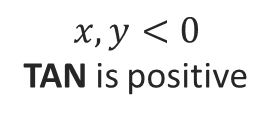 x, y < 0
TAN is positive